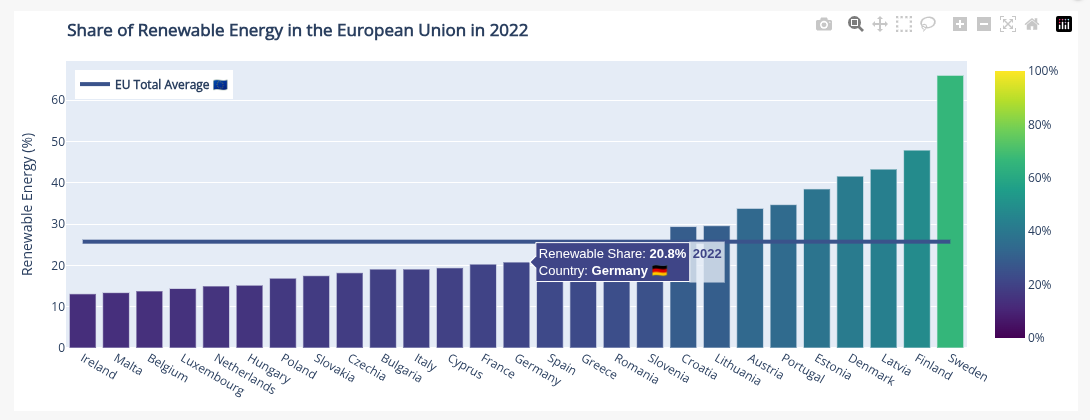 Share of Renewable Energy in the European Union in 2022
EU Total Average 🇪🇺
Renewable Energy (%)
60
50
40
30
20
10
0
Renewable Share: 20.8%
Country: Germany 🇩🇪
2022
Ireland
Malta
Belgium
Luxembourg
Netherlands
Hungary
Poland
Slovakia
Czechia
Bulgaria
Italy
Cyprus
France
Germany
Spain
Greece
Romania
Slovenia
Croatia
Lithuania
Austria
Portugal
Estonia
Denmark
Latvia
Finland
Sweden
100%
80%
60%
40%
20%
0%